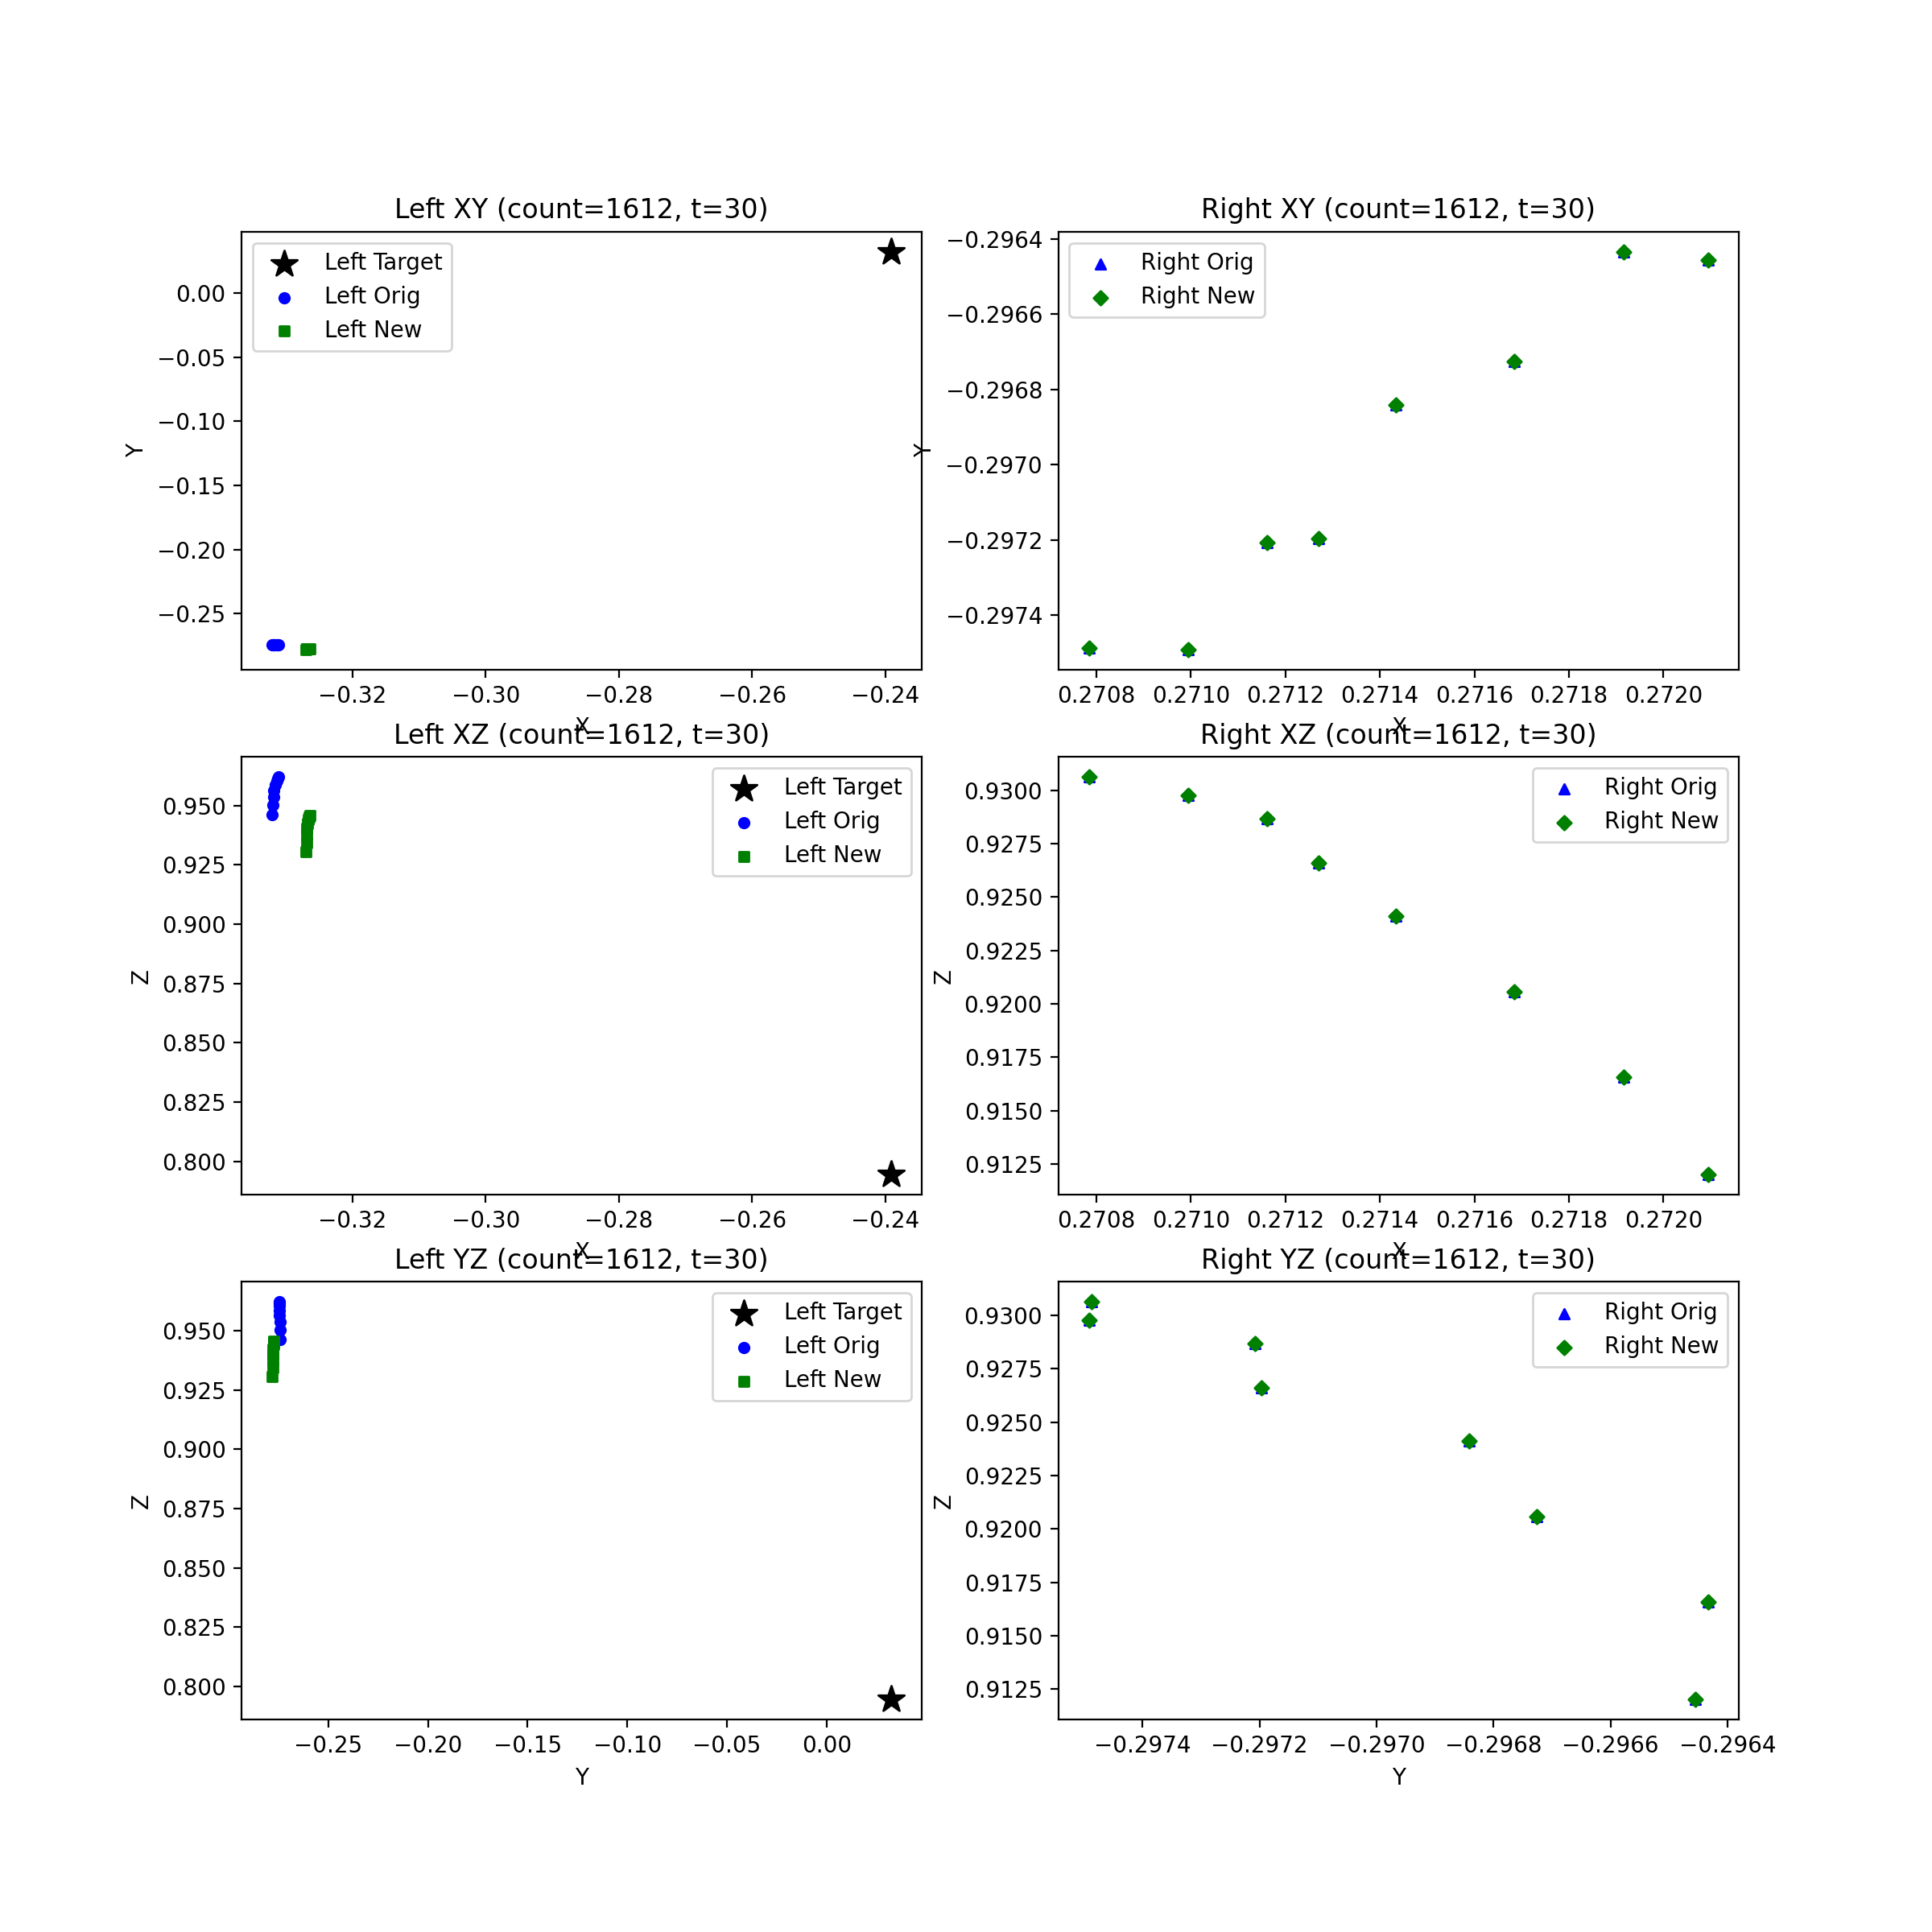 Left XY (count=1612, t=30)
Left Target
Left Orig
Left New
0.00
−0.05
−0.10
−0.15
−0.20
−0.25
Y
−0.32
−0.30
−0.28
−0.26
−0.24
X
Right XY (count=1612, t=30)
Right Orig
Right New
−0.2964
−0.2966
−0.2968
−0.2970
−0.2972
−0.2974
Y
0.2708
0.2710
0.2712
0.2714
0.2716
0.2718
0.2720
X
Left XZ (count=1612, t=30)
Left Target
Left Orig
Left New
0.950
0.925
0.900
0.875
0.850
0.825
0.800
Z
−0.32
−0.30
−0.28
−0.26
−0.24
X
Right XZ (count=1612, t=30)
Right Orig
Right New
0.9300
0.9275
0.9250
0.9225
0.9200
0.9175
0.9150
0.9125
Z
0.2708
0.2710
0.2712
0.2714
0.2716
0.2718
0.2720
X
Left YZ (count=1612, t=30)
Left Target
Left Orig
Left New
0.950
0.925
0.900
0.875
0.850
0.825
0.800
Z
−0.25
−0.20
−0.15
−0.10
−0.05
0.00
Y
Right YZ (count=1612, t=30)
Right Orig
Right New
0.9300
0.9275
0.9250
0.9225
0.9200
0.9175
0.9150
0.9125
Z
−0.2974
−0.2972
−0.2970
−0.2968
−0.2966
−0.2964
Y